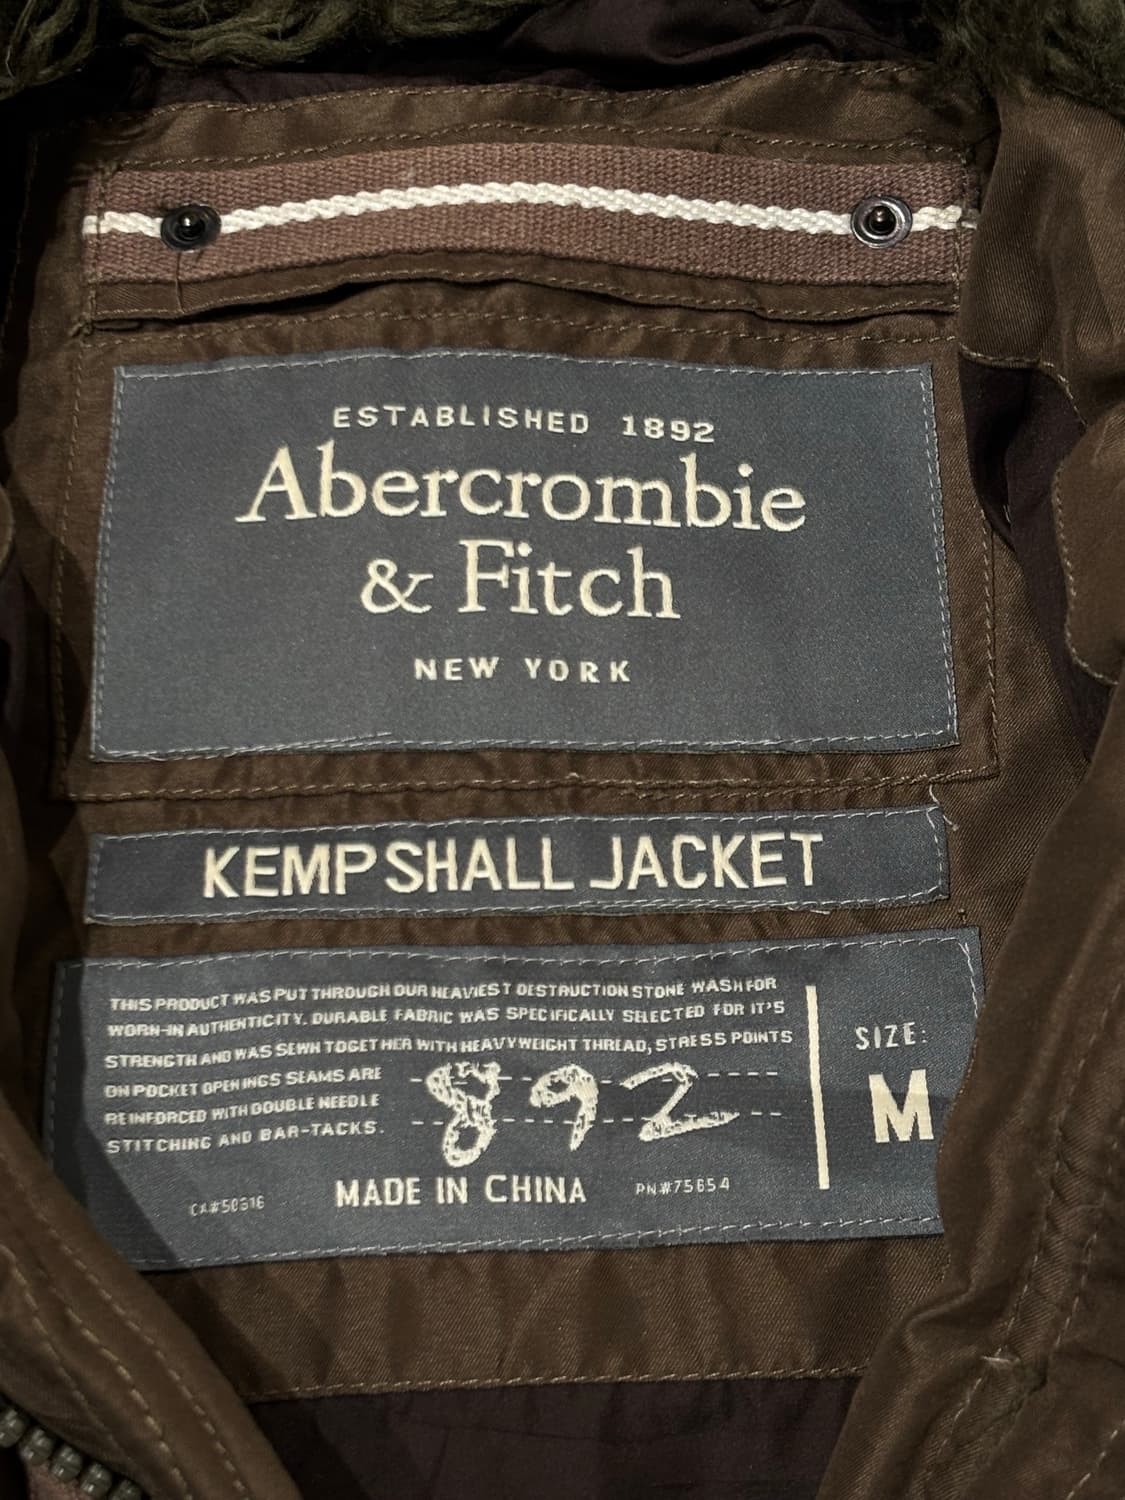 ESTABLISHED 1892
Abercrombie
& Fitch
NEW YORK
KEMPSHALL JACKET
THIS PRODUCT WAS PUT THROUGH OUR HEAVIEST DESTRUCTION STONE WASH FOR
WORN-IN AUTHENTICITY. DURABLE FABRIC WAS SPECIFICALLY SELECTED FOR IT'S
STRENGTH AND WAS SEWN TOGETHER WITH HEAVYWEIGHT THREAD, STRESS POINTS
ON POCKET OPENINGS SEAMS ARE
REINFORCED WITH DOUBLE NEEDLE
STITCHING AND BAR-TACKS.
892
MADE IN CHINA
PN#75654
SIZE:
M